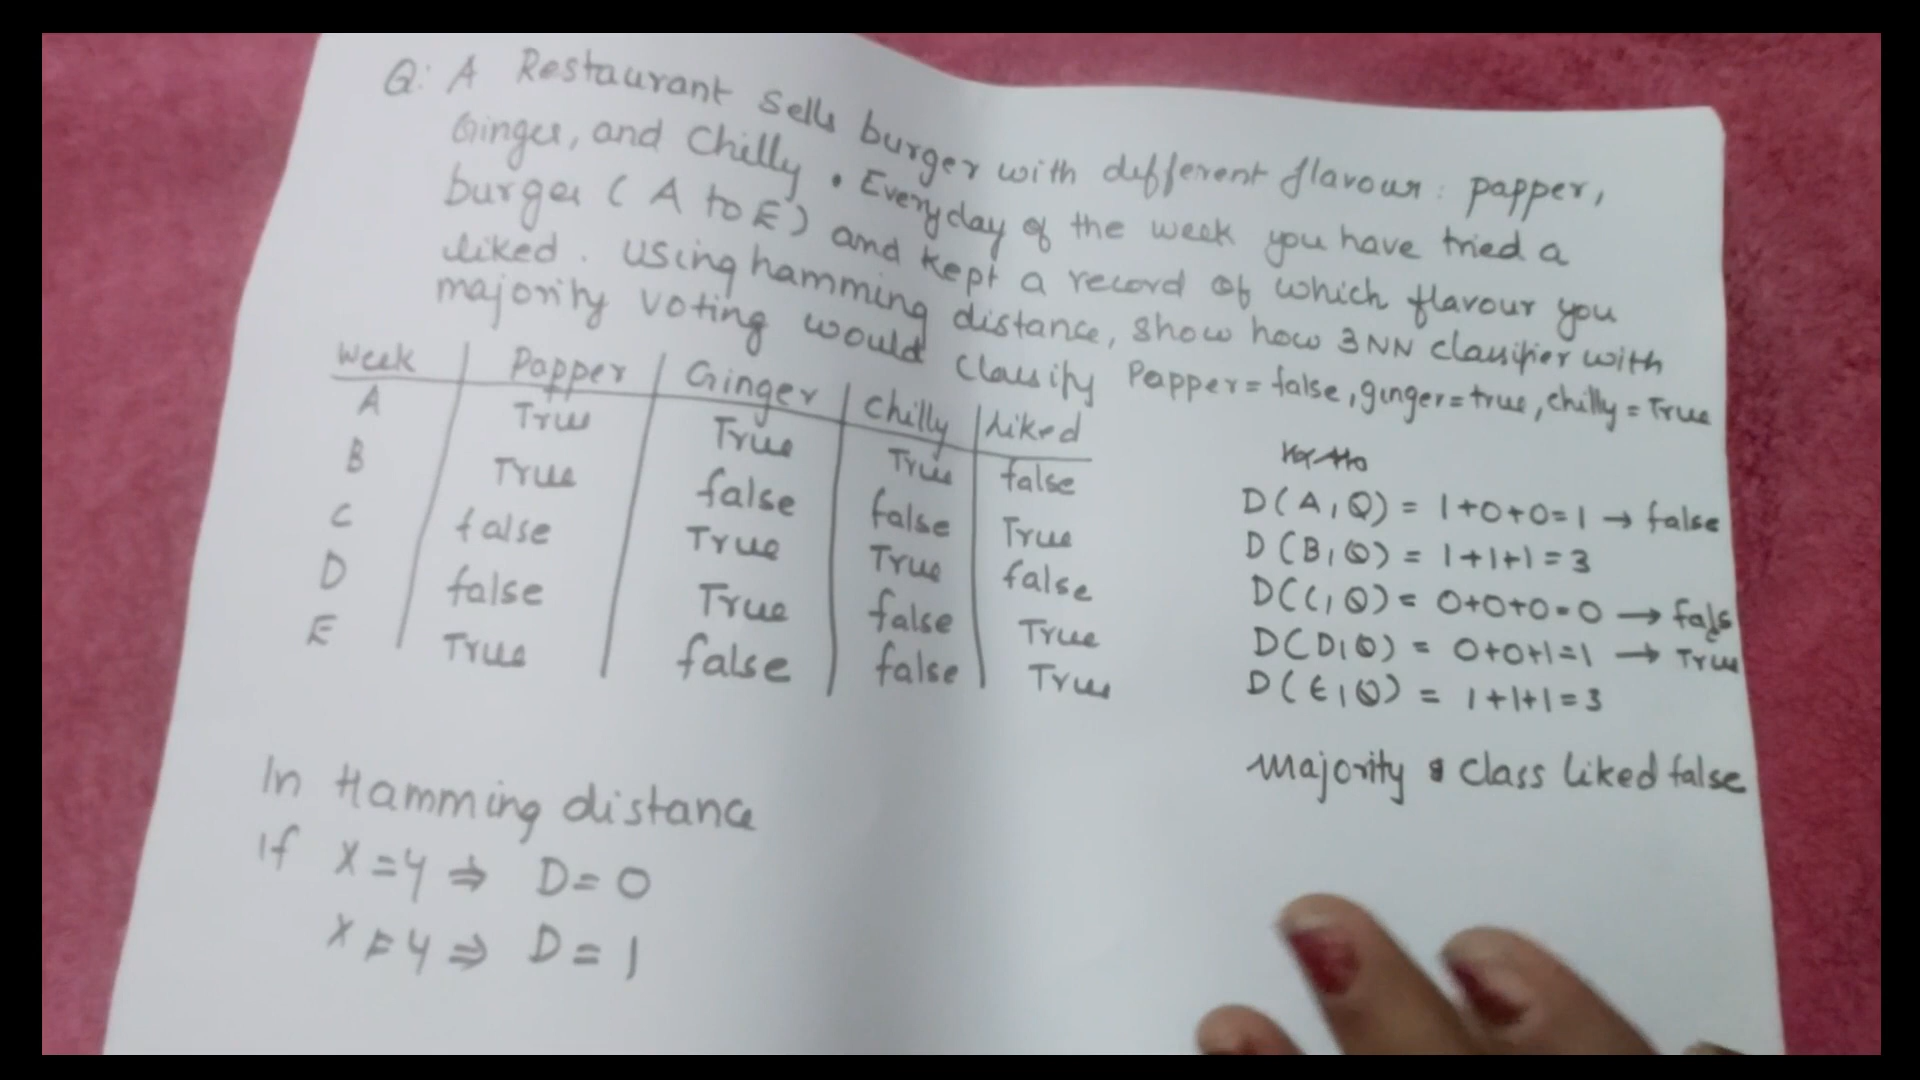 Q: A Restaurant sells burger with different flavour: papper,
Ginger, and Chilly. Everyday of the week you have tried a
burger (A to E) and kept a record of which flavour you
liked. Using hamming distance, show how 3NN classifier with
majority voting would classify Papper = false, ginger = true, chilly = True
Week Papper Ginger Chilly Liked
A True True True false
B True false false True
C false True True false
D false True false True
E True false false True
D(A,Q) = 1+0+0=1 → false
D(B,Q) = 1+1+1=3
D(C,Q) = 0+0+0=0 → fals
D(D,Q) = 0+0+1=1 → True
D(E,Q) = 1+1+1=3
majority class liked false
In Hamming distance
If X=Y ⇒ D=0
X≠Y ⇒ D=1